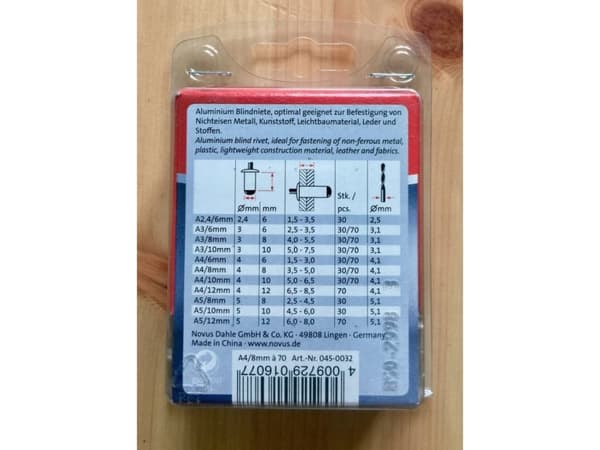 Aluminium Blindniete, optimal geeignet zur Befestigung von
Nichteisen Metall, Kunststoff, Leichtbaumaterial, Leder und
Stoffen.
Aluminium blind rivet, ideal for fastening of non-ferrous metal,
plastic, lightweight construction material, leather and fabrics.
Stk. /
pcs.
Ømm mm Ømm
A2,4/6mm 2,4 6 1,5 - 3,5 30 2,5
A3/6mm 3 6 2,5 - 3,5 30/70 3,1
A3/8mm 3 8 4,0 - 5,5 30/70 3,1
A3/10mm 3 10 5,0 - 7,5 30/70 3,1
A4/6mm 4 6 1,5 - 3,0 30/70 4,1
A4/8mm 4 8 3,5 - 5,0 30/70 4,1
A4/10mm 4 10 5,0 - 6,5 30/70 4,1
A4/12mm 4 12 6,5 - 8,5 70 4,1
A5/8mm 5 8 2,5 - 4,5 30 5,1
A5/10mm 5 10 4,5 - 6,0 30 5,1
A5/12mm 5 12 6,0 - 8,0 70 5,1
Novus Dahle GmbH & Co. KG · 49808 Lingen · Germany
Made in China · www.novus.de
A4/8mm à 70 Art.-Nr. 045-0032
4 009729 016077